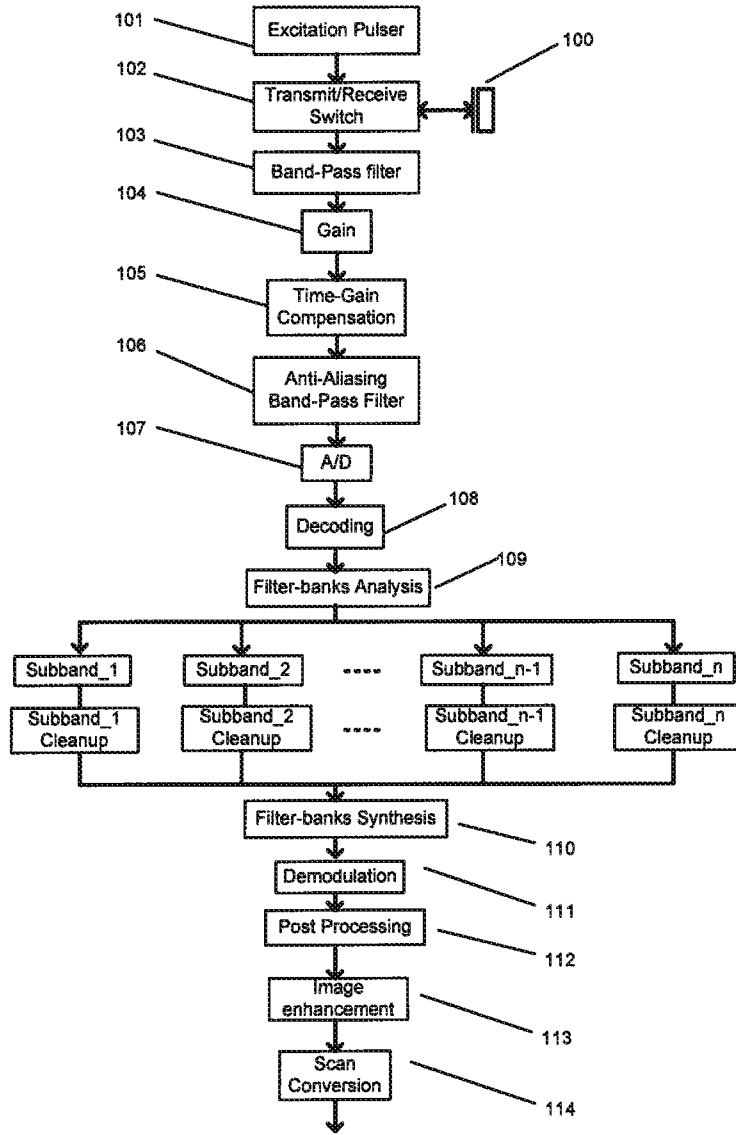 101
Excitation Pulser
100
102
Transmit/Receive
Switch
103
Band-Pass filter
104
Gain
105
Time-Gain
Compensation
106
Anti-Aliasing
Band-Pass Filter
107
A/D
108
Decoding
109
Filter-banks Analysis
Subband_1 Subband_2 ---- Subband_n-1 Subband_n
Subband_1 Subband_2 ---- Subband_n-1 Subband_n
Cleanup Cleanup Cleanup Cleanup
Filter-banks Synthesis
110
Demodulation
111
Post Processing
112
Image
enhancement
113
Scan
Conversion
114